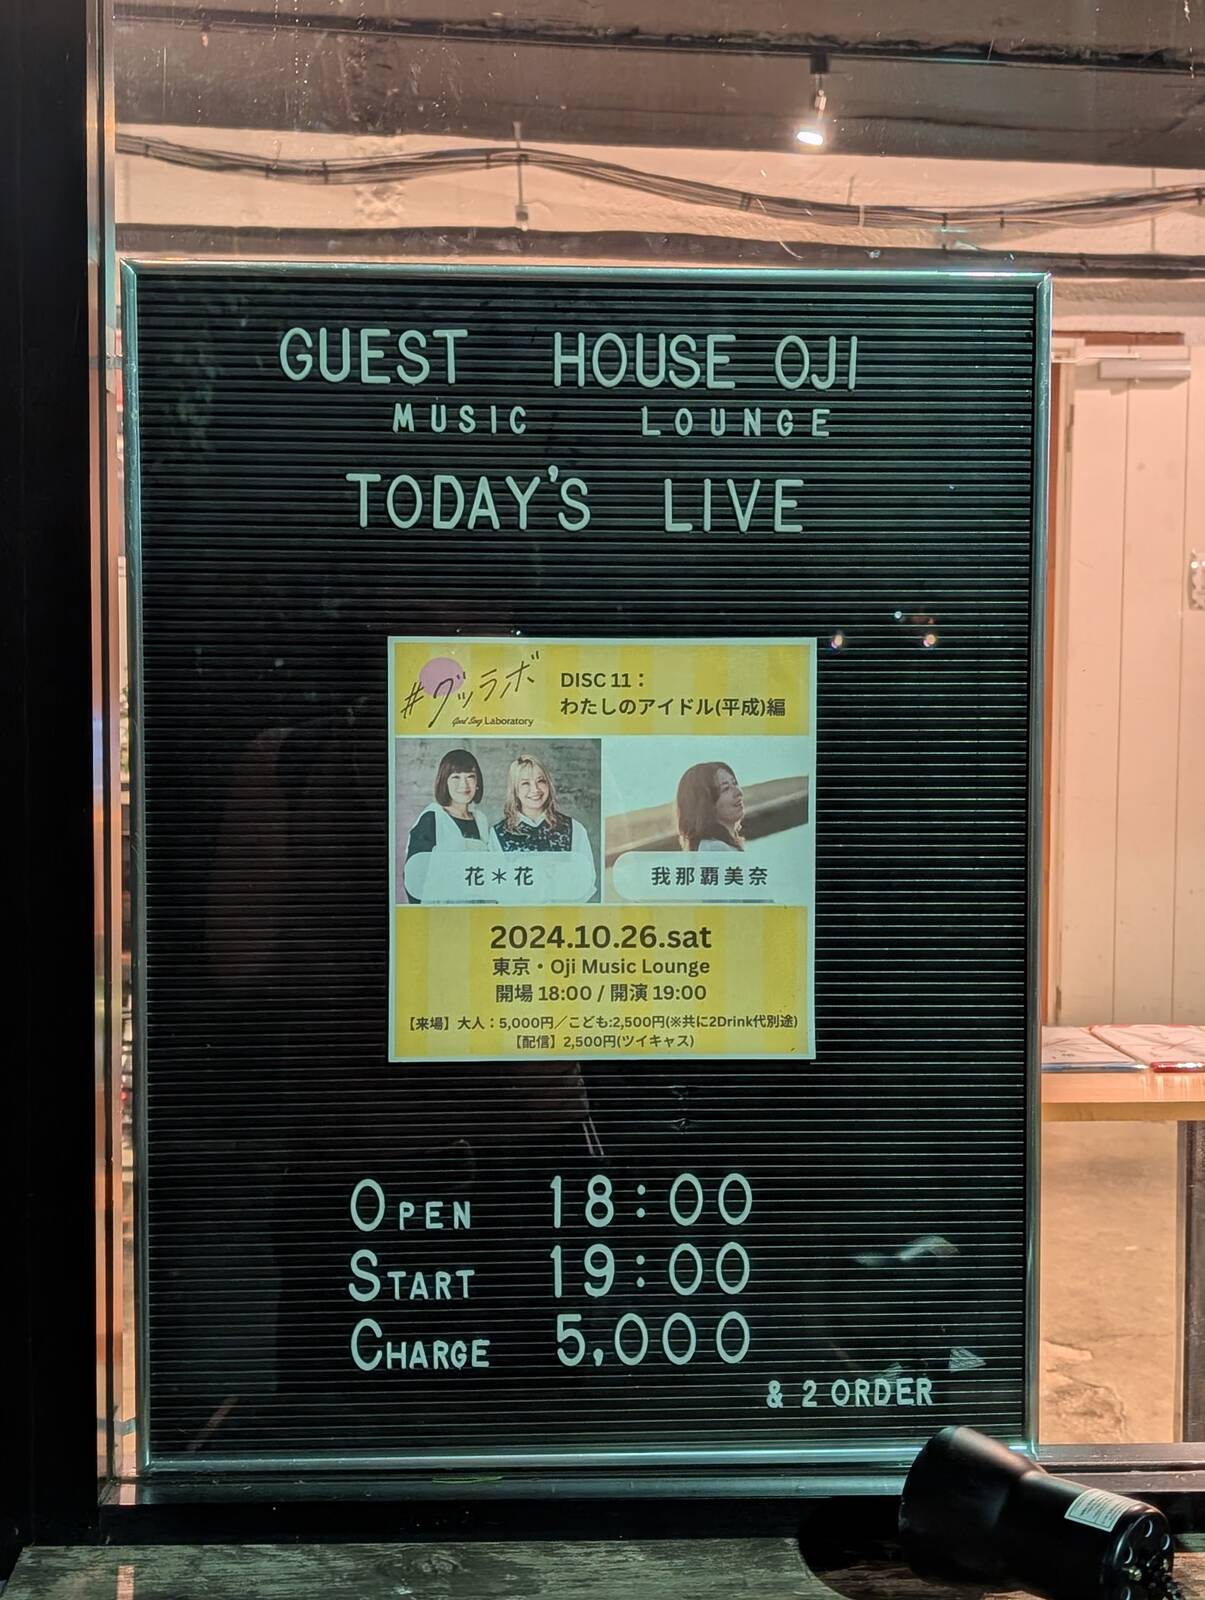 GUEST HOUSE OJI
MUSIC LOUNGE
TODAY'S LIVE
#グッラボ
Good Song Laboratory
DISC 11：
わたしのアイドル(平成)編
花＊花
我那覇美奈
2024.10.26.sat
東京・Oji Music Lounge
開場 18:00 / 開演 19:00
【来場】大人：5,000円／こども:2,500円(※共に2Drink代別途)
【配信】2,500円(ツイキャス)
OPEN 18:00
START 19:00
CHARGE 5,000
& 2 ORDER